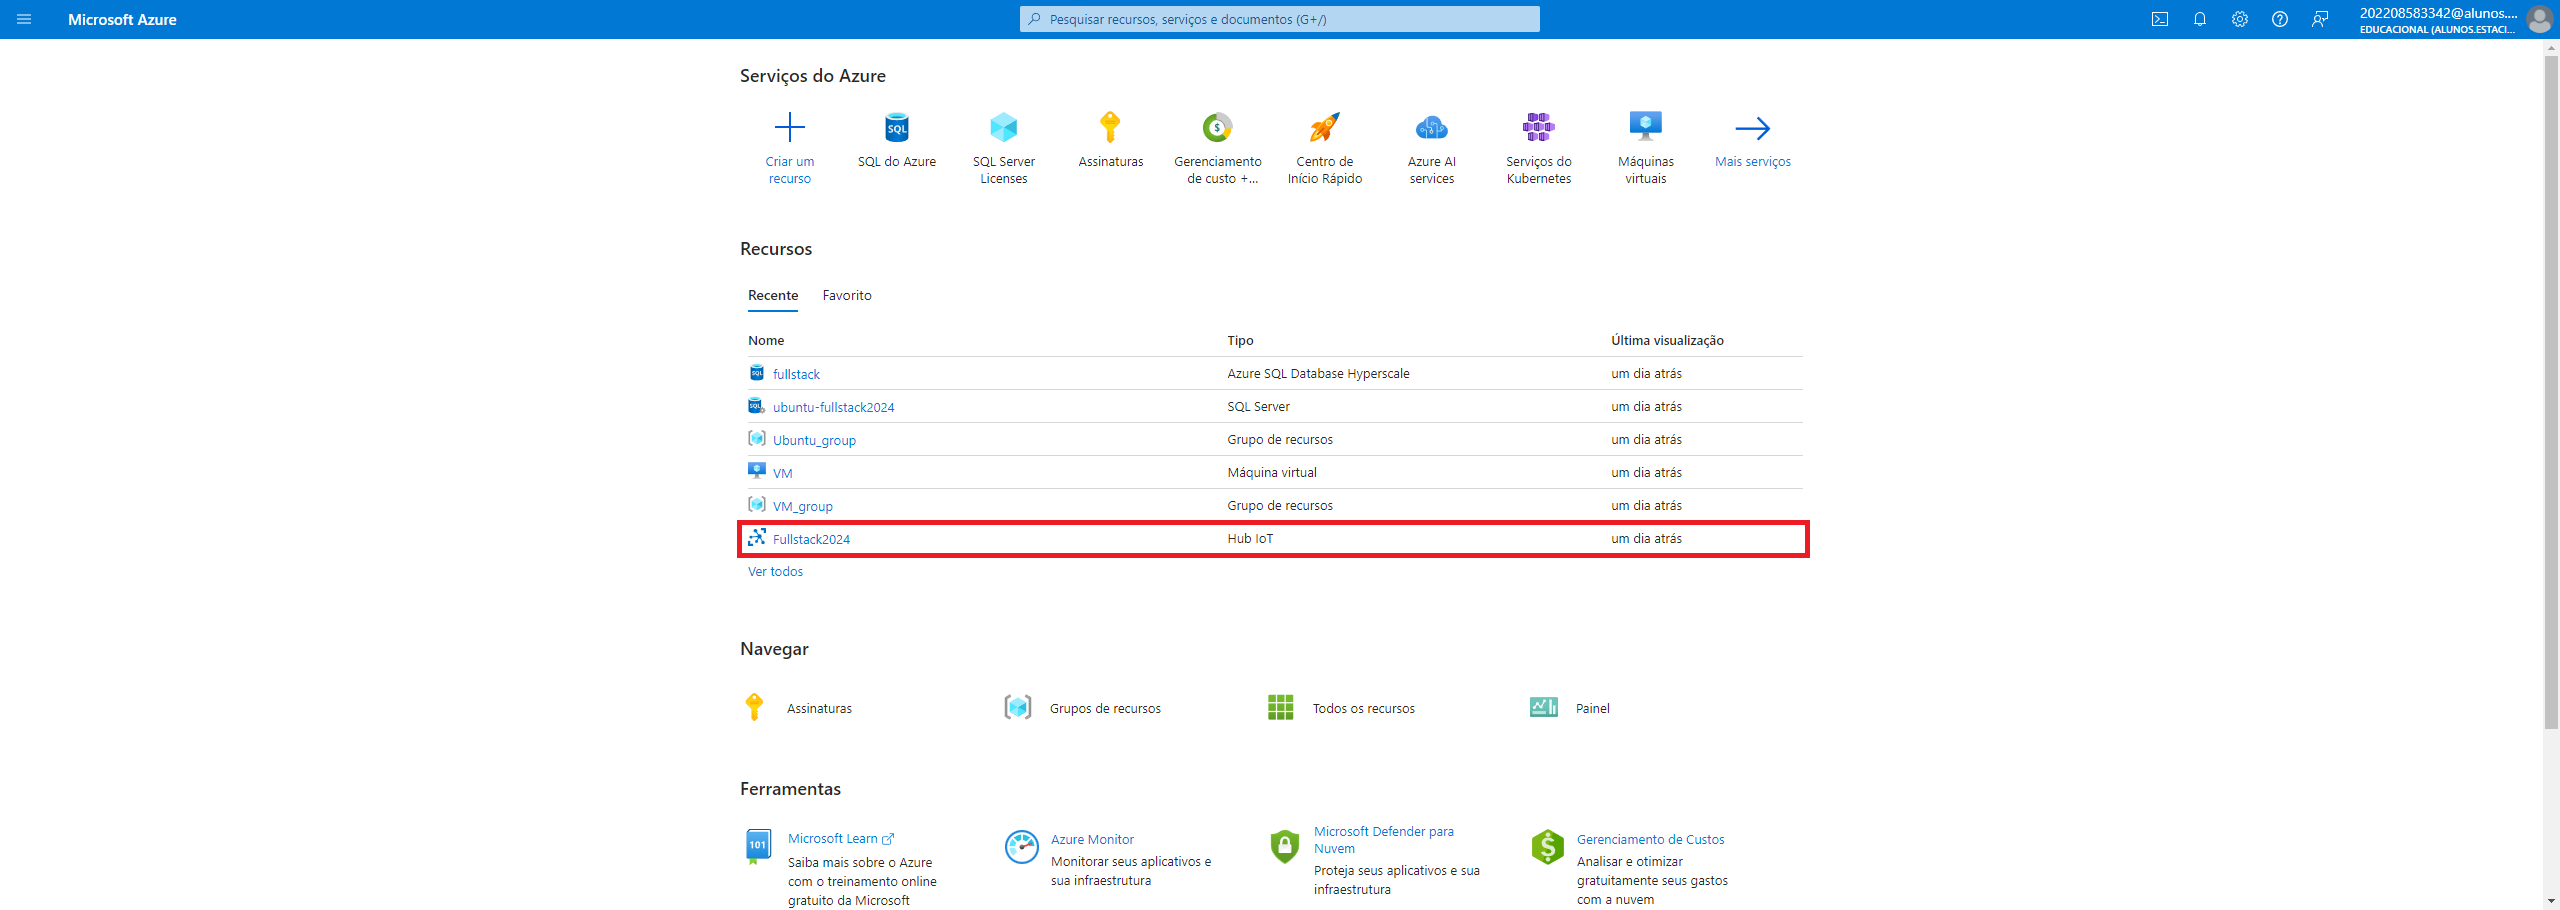 Microsoft Azure
Pesquisar recursos, serviços e documentos (G+/)
202208583342@alunos....
EDUCACIONAL (ALUNOS.ESTACI...
Serviços do Azure
Criar um
recurso
SQL do Azure
SQL Server
Licenses
Assinaturas
Gerenciamento
de custo +...
Centro de
Início Rápido
Azure AI
services
Serviços do
Kubernetes
Máquinas
virtuais
Mais serviços
Recursos
Recente Favorito
Nome Tipo Última visualização
fullstack Azure SQL Database Hyperscale um dia atrás
ubuntu-fullstack2024 SQL Server um dia atrás
Ubuntu_group Grupo de recursos um dia atrás
VM Máquina virtual um dia atrás
VM_group Grupo de recursos um dia atrás
Fullstack2024 Hub IoT um dia atrás
Ver todos
Navegar
Assinaturas Grupos de recursos Todos os recursos Painel
Ferramentas
101
Microsoft Learn
Saiba mais sobre o Azure
com o treinamento online
gratuito da Microsoft
Azure Monitor
Monitorar seus aplicativos e
sua infraestrutura
Microsoft Defender para
Nuvem
Proteja seus aplicativos e sua
infraestrutura
Gerenciamento de Custos
Analisar e otimizar
gratuitamente seus gastos
com a nuvem